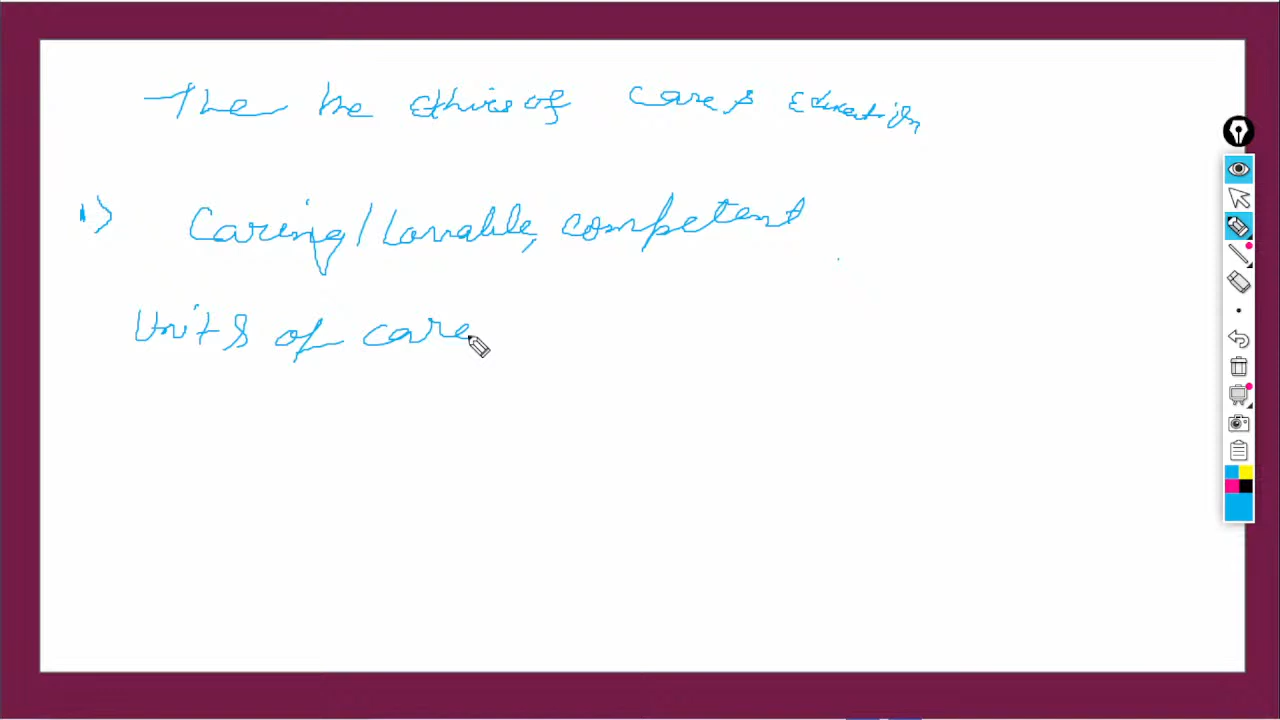 The the Ethics of care & Education
1) Caring/Lovable, competent
Units of care